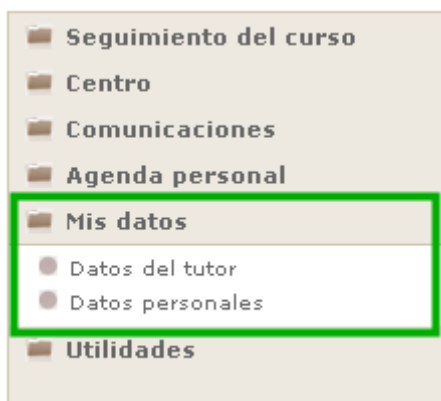 Seguimiento del curso
Centro
Comunicaciones
Agenda personal
Mis datos
Datos del tutor
Datos personales
Utilidades